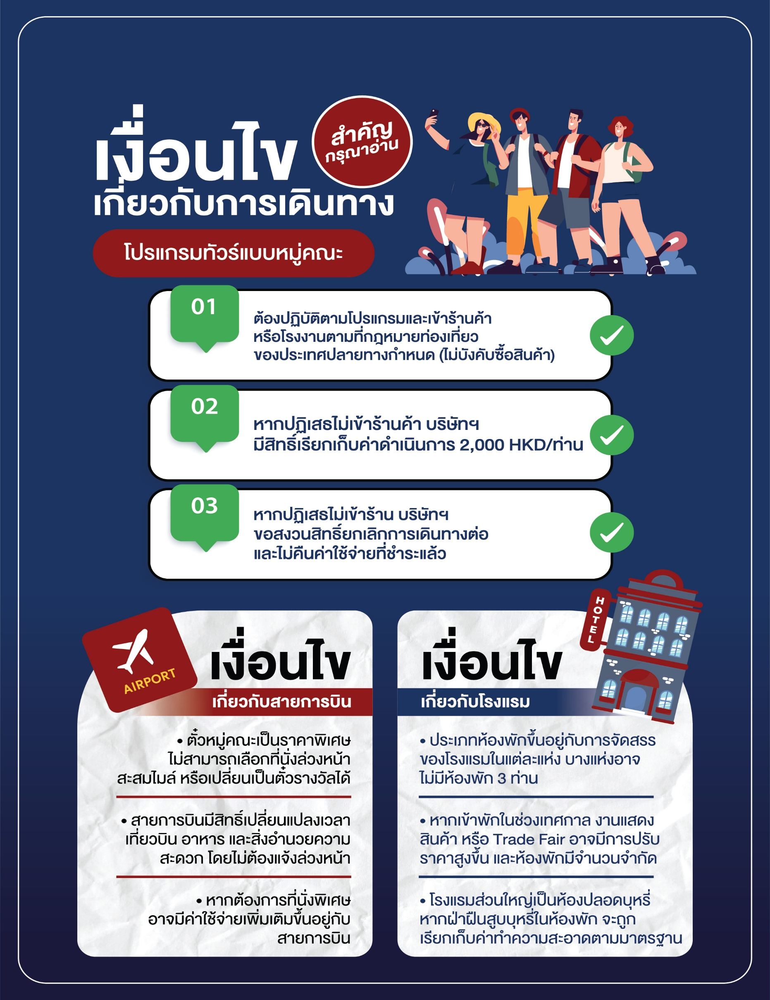 เงื่อนไข
สำคัญ
กรุณาอ่าน
เกี่ยวกับการเดินทาง
โปรแกรมทัวร์แบบหมู่คณะ
01
ต้องปฏิบัติตามโปรแกรมและเข้าร้านค้า
หรือโรงงานตามที่กฎหมายท่องเที่ยว
ของประเทศปลายทางกำหนด (ไม่บังคับซื้อสินค้า)
02
หากปฏิเสธไม่เข้าร้านค้า บริษัทฯ
มีสิทธิ์เรียกเก็บค่าดำเนินการ 2,000 HKD/ท่าน
03
หากปฏิเสธไม่เข้าร้าน บริษัทฯ
ขอสงวนสิทธิ์ยกเลิกการเดินทางต่อ
และไม่คืนค่าใช้จ่ายที่ชำระแล้ว
AIRPORT
เงื่อนไข
เกี่ยวกับสายการบิน
• ตั๋วหมู่คณะเป็นราคาพิเศษ
ไม่สามารถเลือกที่นั่งล่วงหน้า
สะสมไมล์ หรือเปลี่ยนเป็นตั๋วรางวัลได้
• สายการบินมีสิทธิ์เปลี่ยนแปลงเวลา
เที่ยวบิน อาหาร และสิ่งอำนวยความ
สะดวก โดยไม่ต้องแจ้งล่วงหน้า
• หากต้องการที่นั่งพิเศษ
อาจมีค่าใช้จ่ายเพิ่มเติมขึ้นอยู่กับ
สายการบิน
HOTEL
เงื่อนไข
เกี่ยวกับโรงแรม
• ประเภทห้องพักขึ้นอยู่กับการจัดสรร
ของโรงแรมในแต่ละแห่ง บางแห่งอาจ
ไม่มีห้องพัก 3 ท่าน
• หากเข้าพักในช่วงเทศกาล งานแสดง
สินค้า หรือ Trade Fair อาจมีการปรับ
ราคาสูงขึ้น และห้องพักมีจำนวนจำกัด
• โรงแรมส่วนใหญ่เป็นห้องปลอดบุหรี่
หากฝ่าฝืนสูบบุหรี่ในห้องพัก จะถูก
เรียกเก็บค่าทำความสะอาดตามมาตรฐาน